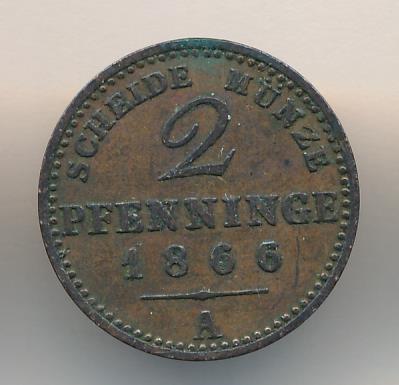 SCHEIDE MÜNZE
2
PFENNINGE
1866
A